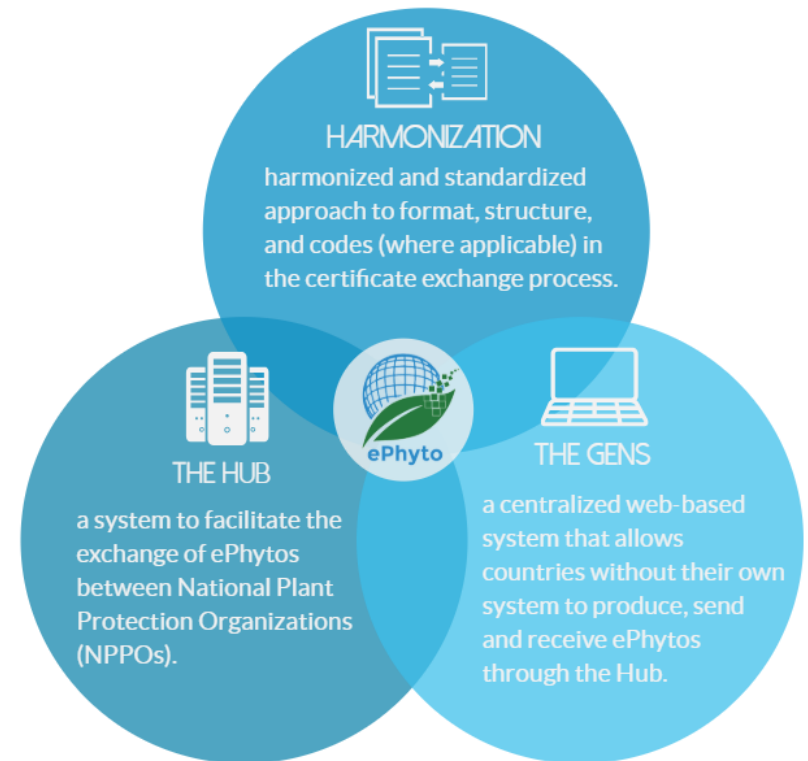 HARMONIZATION
harmonized and standardized
approach to format, structure,
and codes (where applicable) in
the certificate exchange process.
ePhyto
THE HUB
a system to facilitate the
exchange of ePhytos
between National Plant
Protection Organizations
(NPPOs).
THE GENS
a centralized web-based
system that allows
countries without their own
system to produce, send
and receive ePhytos
through the Hub.